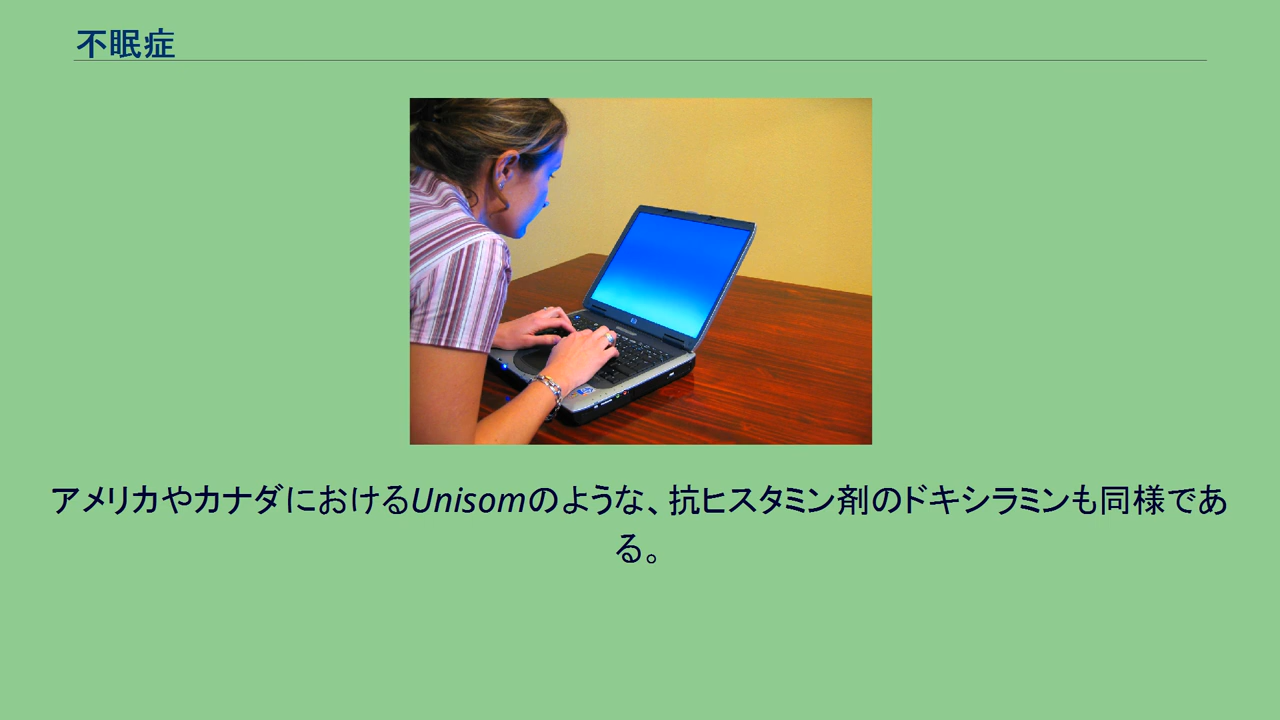 不眠症
アメリカやカナダにおけるUnisomのような、抗ヒスタミン剤のドキシラミンも同様であ
る。